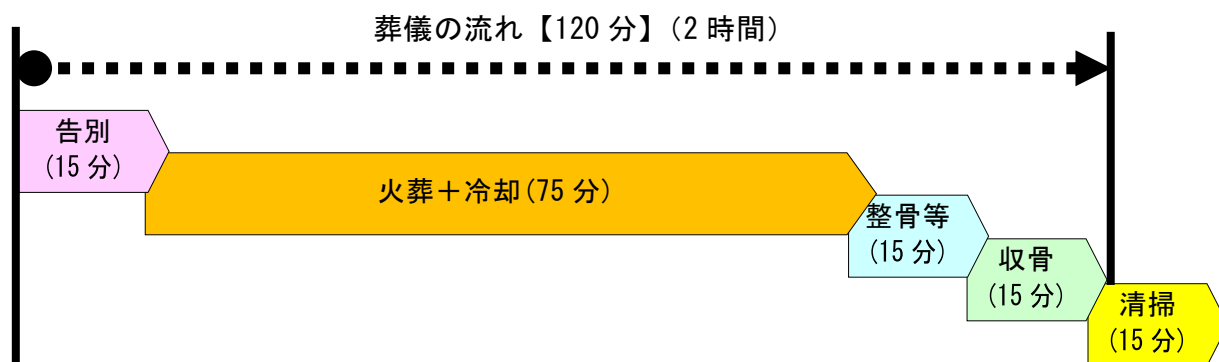 葬儀の流れ【120分】(2時間)
告別
(15分)
火葬＋冷却(75分)
整骨等
(15分)
収骨
(15分)
清掃
(15分)